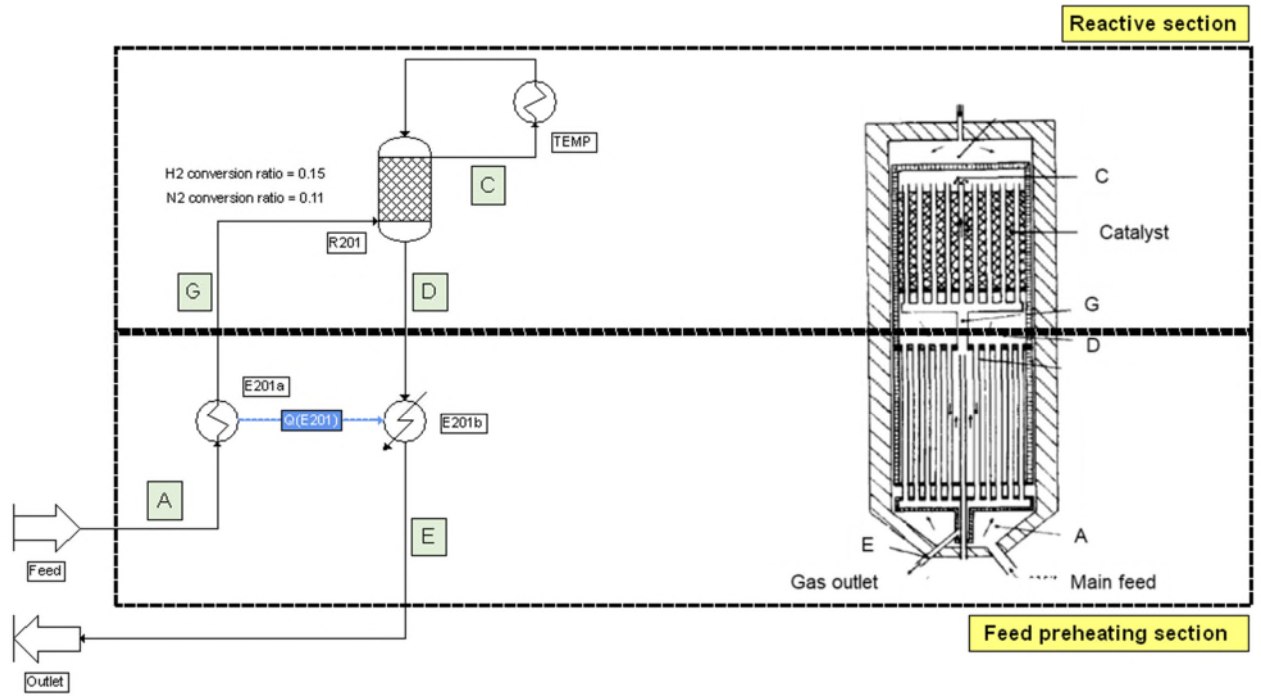 Reactive section
TEMP
H2 conversion ratio = 0.15
N2 conversion ratio = 0.11
C
R201
G
D
C
Catalyst
G
D
E201a
Q(E201)
E201b
A
E
Feed
Outlet
E
A
Gas outlet
Main feed
Feed preheating section